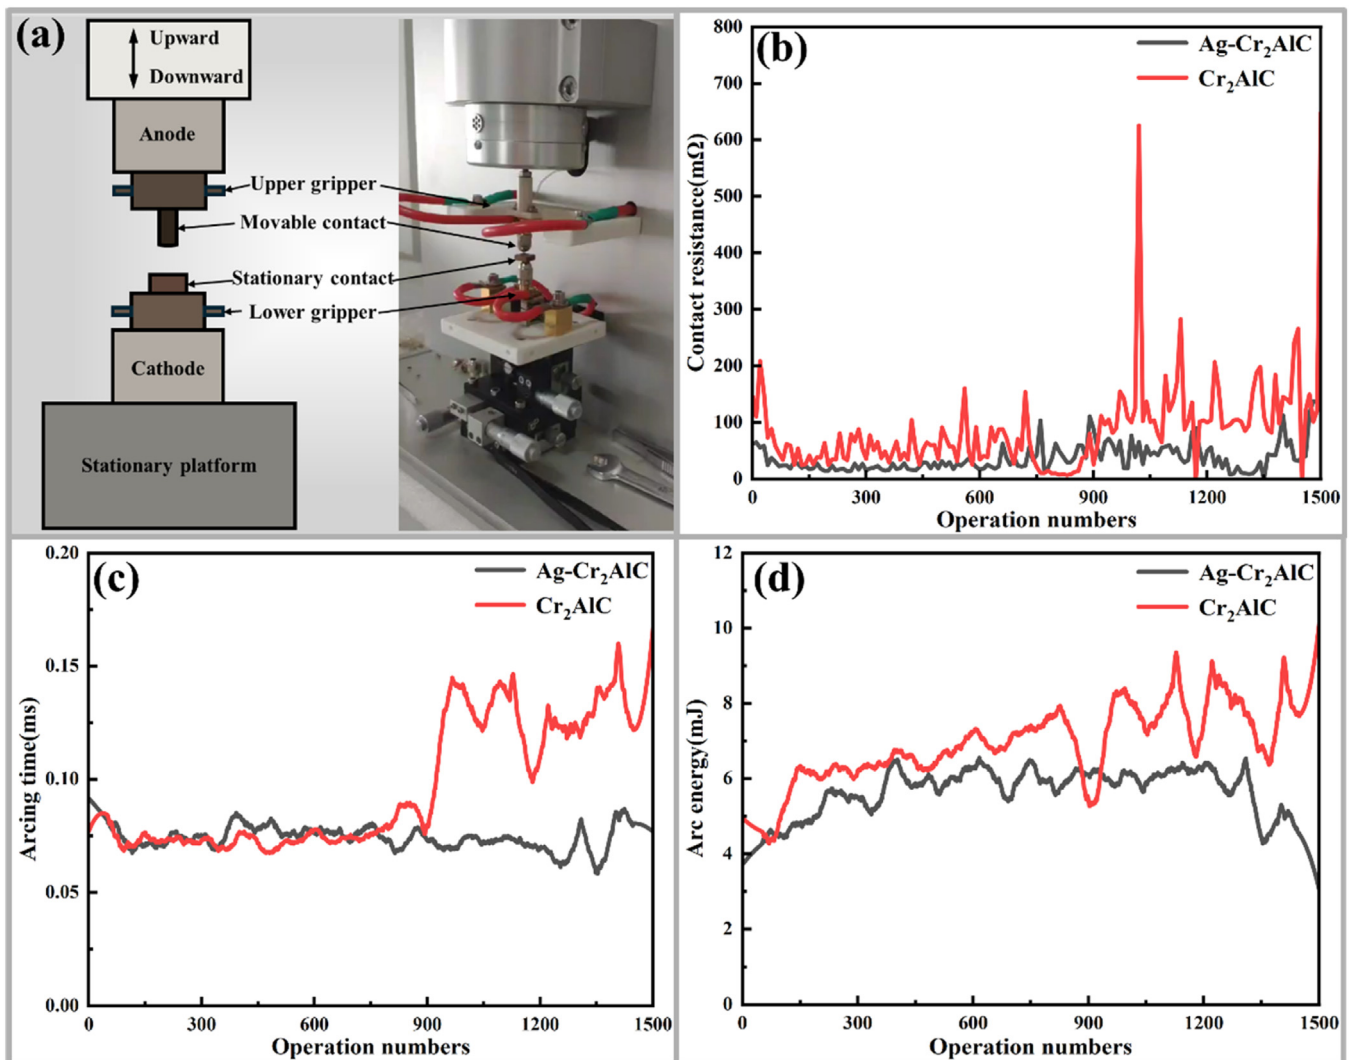 (a)
Upward
Downward
Anode
Upper gripper
Movable contact
Stationary contact
Lower gripper
Cathode
Stationary platform
(b)
Ag-Cr₂AlC
Cr₂AlC
Contact resistance(mΩ)
800
700
600
500
400
300
200
100
0
0 300 600 900 1200 1500
Operation numbers
(c)
Ag-Cr₂AlC
Cr₂AlC
Arcing time(ms)
0.20
0.15
0.10
0.05
0.00
0 300 600 900 1200 1500
Operation numbers
(d)
Ag-Cr₂AlC
Cr₂AlC
Arc energy(mJ)
12
10
8
6
4
2
0
0 300 600 900 1200 1500
Operation numbers